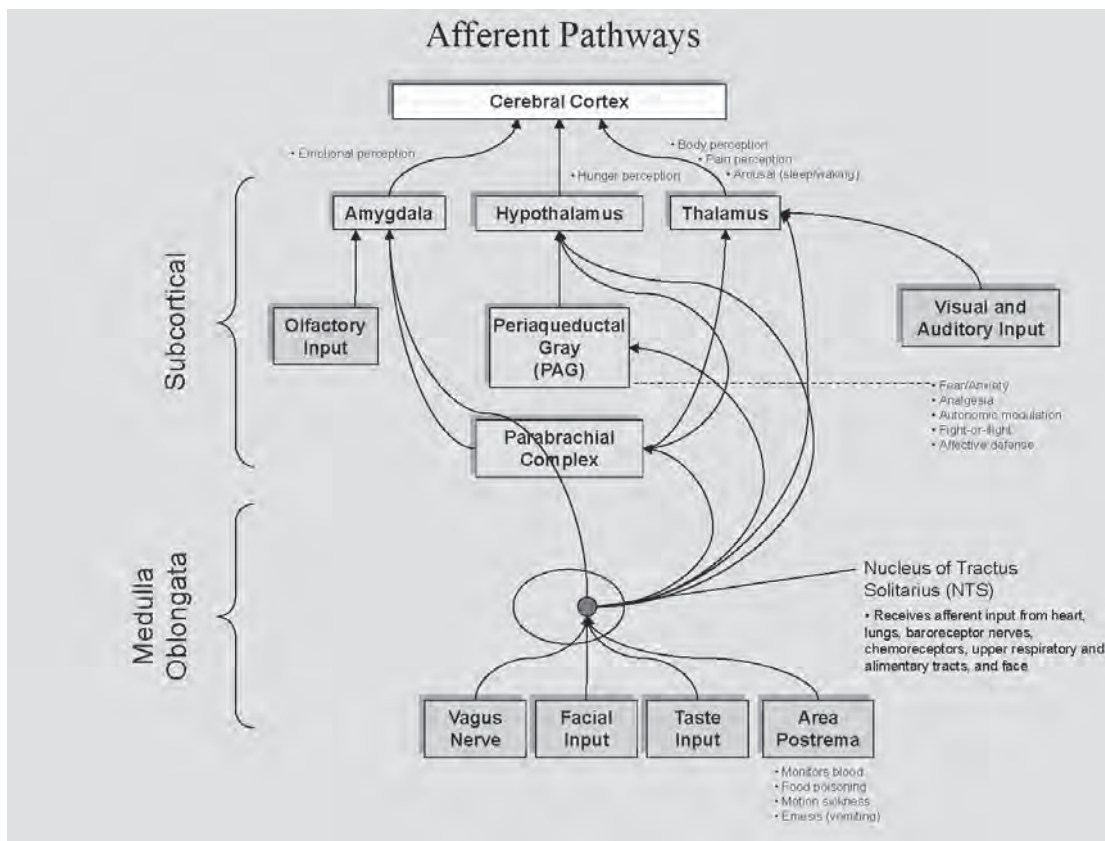 Afferent Pathways
Cerebral Cortex
• Emotional perception
• Hunger perception
• Body perception
• Pain perception
• Arousal (sleep/waking)
Subcortical
Amygdala
Hypothalamus
Thalamus
Olfactory
Input
Periaqueductal
Gray
(PAG)
Visual and
Auditory Input
• Fear/Anxiety
• Analgesia
• Autonomic modulation
• Fight-or-flight
• Affective defense
Parabrachial
Complex
Medulla
Oblongata
Nucleus of Tractus
Solitarius (NTS)
• Receives afferent input from heart,
lungs, baroreceptor nerves,
chemoreceptors, upper respiratory and
alimentary tracts, and face
Vagus
Nerve
Facial
Input
Taste
Input
Area
Postrema
• Monitors blood
• Food poisoning
• Motion sickness
• Emesis (vomiting)